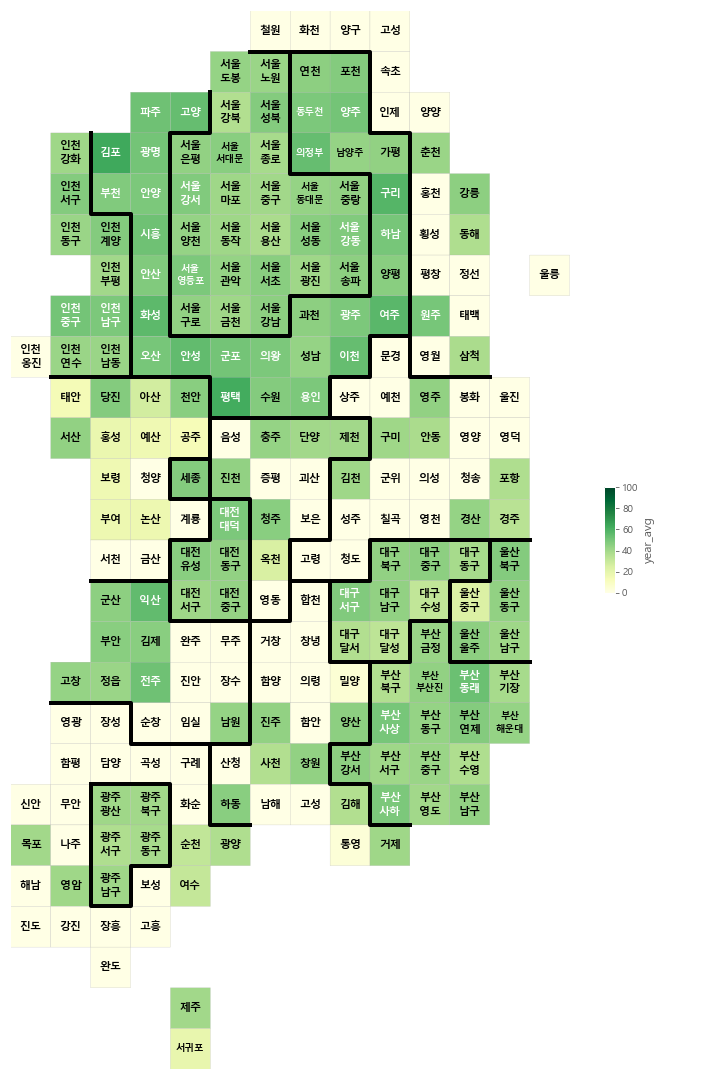 철원 화천 양구 고성
서울 서울 연천 포천 속초
도봉 노원
파주 고양 서울 서울 동두천 양주 인제 양양
강북 성북
인천 김포 광명 서울 서울 서울 의정부 남양주 가평 춘천
강화 은평 서대문 종로
인천 부천 안양 서울 서울 서울 서울 서울 구리 홍천 강릉
서구 강서 마포 중구 동대문 중랑
인천 인천 시흥 서울 서울 서울 서울 서울 하남 횡성 동해
동구 계양 양천 동작 용산 성동 강동
인천 안산 서울 서울 서울 서울 서울 양평 평창 정선 울릉
부평 영등포 관악 서초 광진 송파
인천 인천 화성 서울 서울 서울 과천 광주 여주 원주 태백
중구 남구 구로 금천 강남
인천 인천 인천 오산 안성 군포 의왕 성남 이천 문경 영월 삼척
옹진 연수 남동
태안 당진 아산 천안 평택 수원 용인 상주 예천 영주 봉화 울진
서산 홍성 예산 공주 음성 충주 단양 제천 구미 안동 영양 영덕
보령 청양 세종 진천 증평 괴산 김천 군위 의성 청송 포항
부여 논산 계룡 대전 청주 보은 성주 칠곡 영천 경산 경주
대덕
서천 금산 대전 대전 옥천 고령 청도 대구 대구 대구 울산
유성 동구 북구 중구 동구 북구
군산 익산 대전 대전 영동 합천 대구 대구 대구 울산 울산
서구 중구 서구 남구 수성 중구 동구
부안 김제 완주 무주 거창 창녕 대구 대구 부산 울산 울산
달서 달성 금정 울주 남구
고창 정읍 전주 진안 장수 함양 의령 밀양 부산 부산 부산 부산
북구 부산진 동래 기장
영광 장성 순창 임실 남원 진주 함안 양산 부산 부산 부산 부산
사상 동구 연제 해운대
함평 담양 곡성 구례 산청 사천 창원 부산 부산 부산 부산
강서 서구 중구 수영
신안 무안 광주 광주 화순 하동 남해 고성 김해 부산 부산 부산
광산 북구 사하 영도 남구
목포 나주 광주 광주 순천 광양 통영 거제
서구 동구
해남 영암 광주 보성 여수
남구
진도 강진 장흥 고흥
완도
제주
서귀포
100
80
60
40
20
0
year_avg